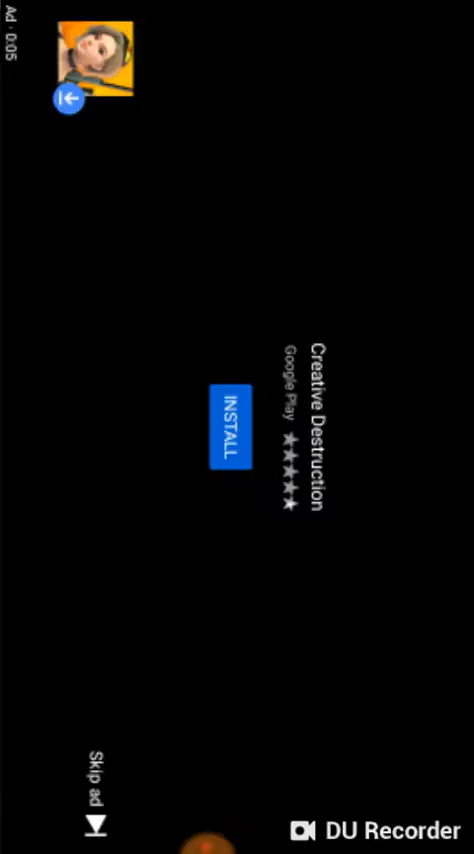 Creative Destruction
Google Play ★★★★★
INSTALL
Ad · 0:05
Skip ad
DU Recorder